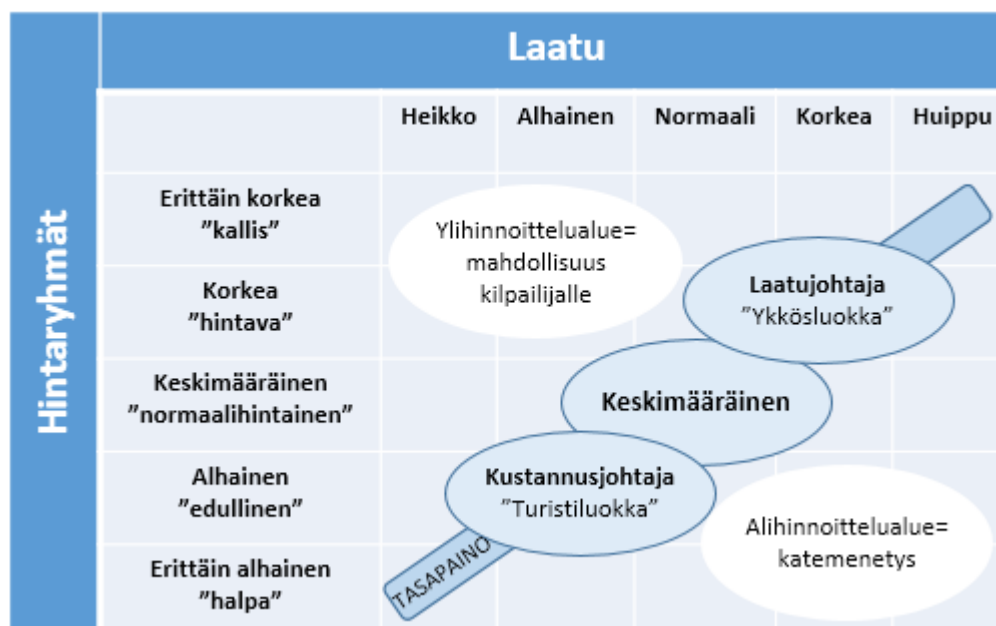 Laatu
Hintaryhmät
Heikko Alhainen Normaali Korkea Huippu
Erittäin korkea
"kallis"
Ylihinnoittelualue=
mahdollisuus
kilpailijalle
Korkea
"hintava"
Laatujohtaja
"Ykkösluokka"
Keskimääräinen
"normaalihintainen"
Keskimääräinen
Alhainen
"edullinen"
Kustannusjohtaja
"Turistiluokka"
Alihinnoittelualue=
katemenetys
Erittäin alhainen
"halpa"
TASAPAINO